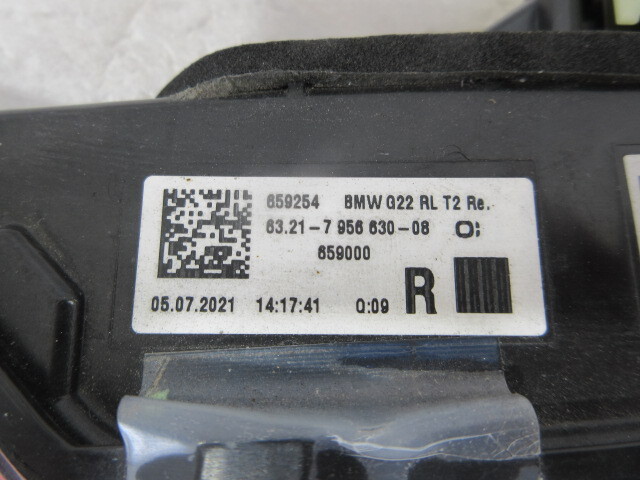 659254 BMW G22 RL T2 Re.
63.21-7 956 630-08
659000
05.07.2021 14:17:41 Q:09 R